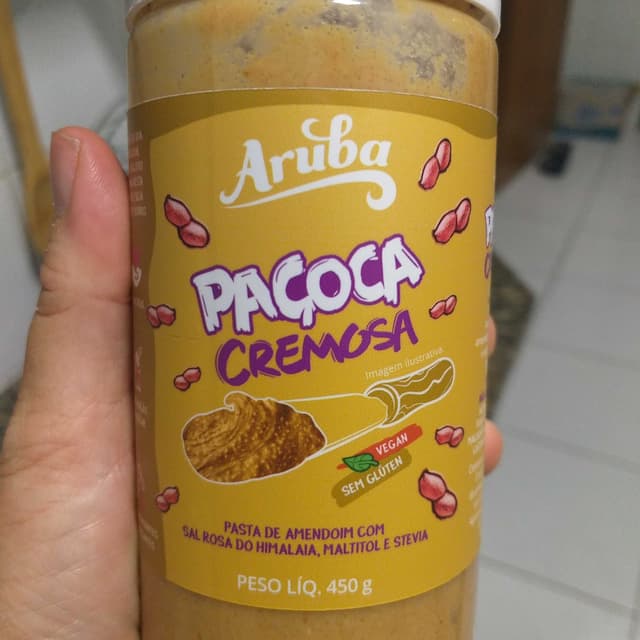 Aruba
PAÇOCA
CREMOSA
Imagem ilustrativa
VEGAN
SEM GLÚTEN
PASTA DE AMENDOIM COM
SAL ROSA DO HIMALAIA, MALTITOL E STEVIA
PESO LÍQ. 450 g